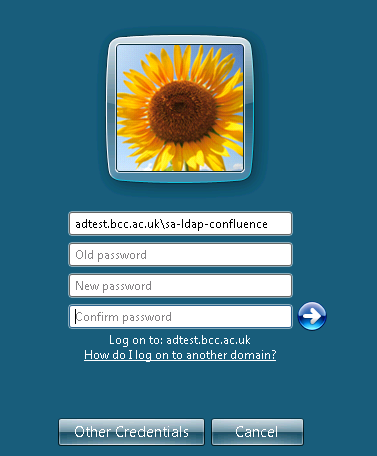 adtest.bcc.ac.uk\sa-ldap-confluence
Old password
New password
Confirm password
Log on to: adtest.bcc.ac.uk
How do I log on to another domain?
Other Credentials
Cancel